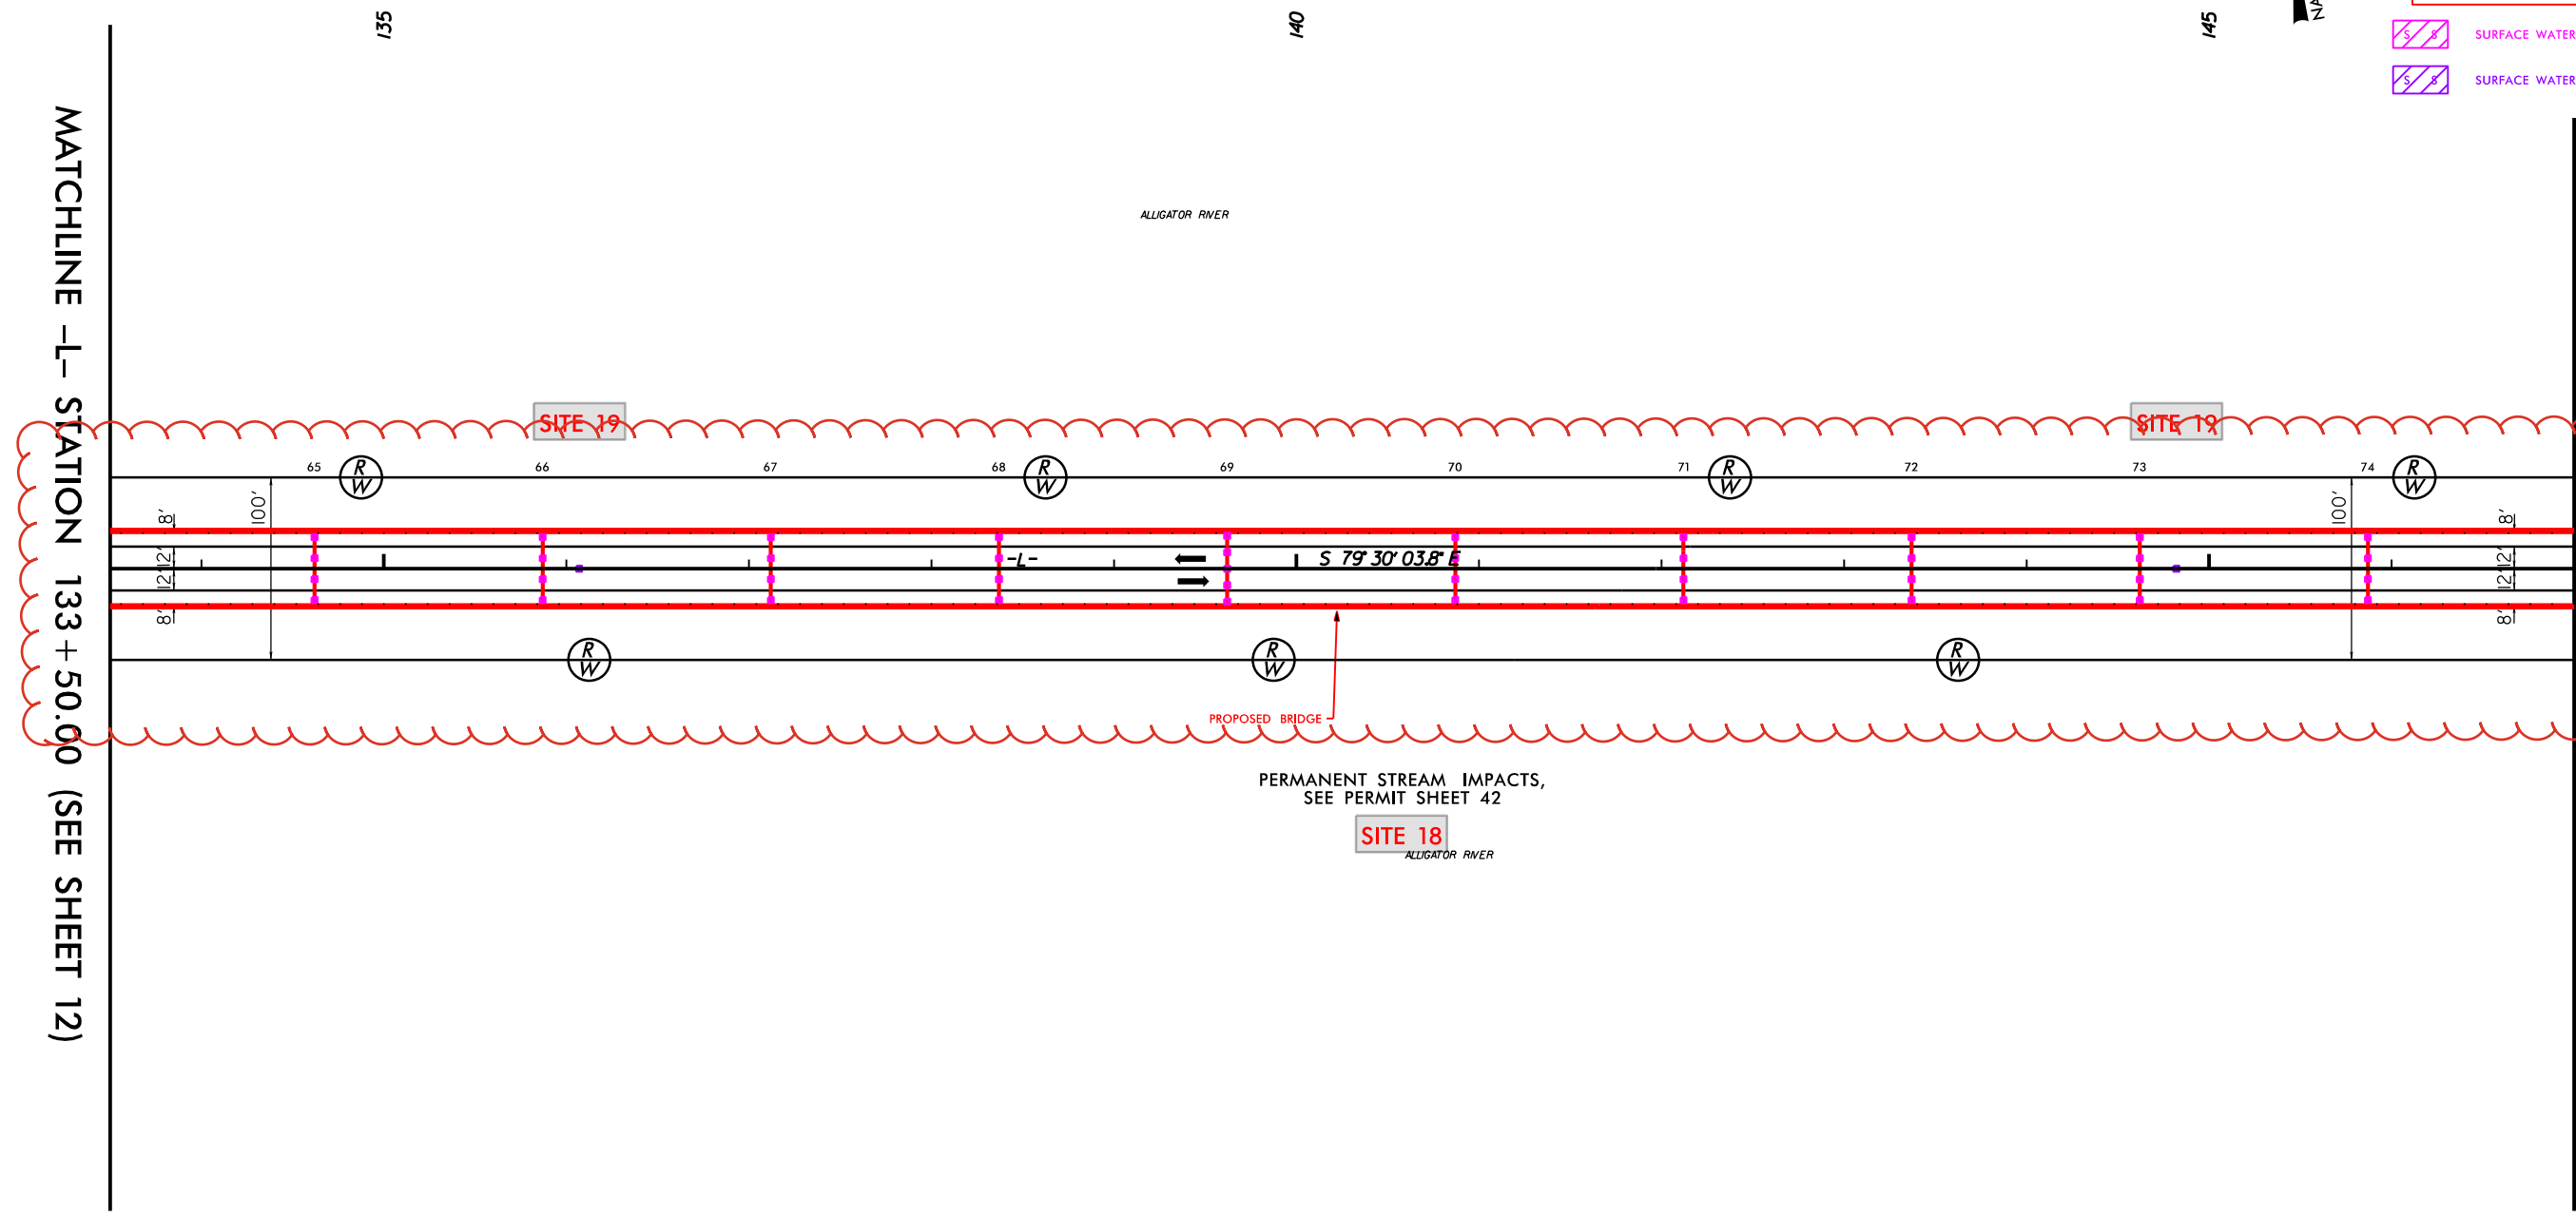 135
140
145
NA
SURFACE WATER
SURFACE WATER
S S
S S
MATCHLINE -L- STATION 133+50.00 (SEE SHEET 12)
ALLIGATOR RIVER
SITE 19
SITE 19
65
66
67
68
69
70
71
72
73
74
R W
R W
R W
R W
100'
100'
8'
12'
12'
8'
8'
12'
12'
8'
-L-
S 79° 30' 03.8" E
R W
R W
R W
PROPOSED BRIDGE
PERMANENT STREAM IMPACTS,
SEE PERMIT SHEET 42
SITE 18
ALLIGATOR RIVER